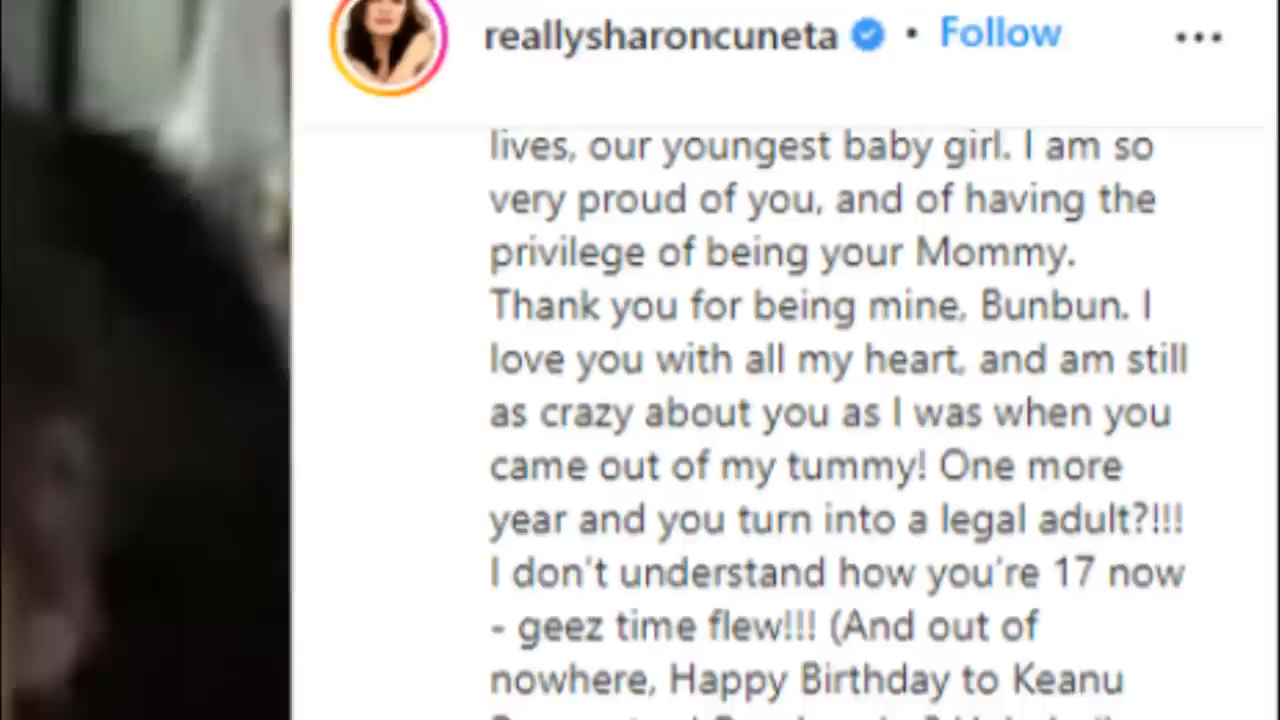 reallysharoncuneta • Follow •••
lives, our youngest baby girl. I am so
very proud of you, and of having the
privilege of being your Mommy.
Thank you for being mine, Bunbun. I
love you with all my heart, and am still
as crazy about you as I was when you
came out of my tummy! One more
year and you turn into a legal adult?!!!
I don't understand how you're 17 now
- geez time flew!!! (And out of
nowhere, Happy Birthday to Keanu